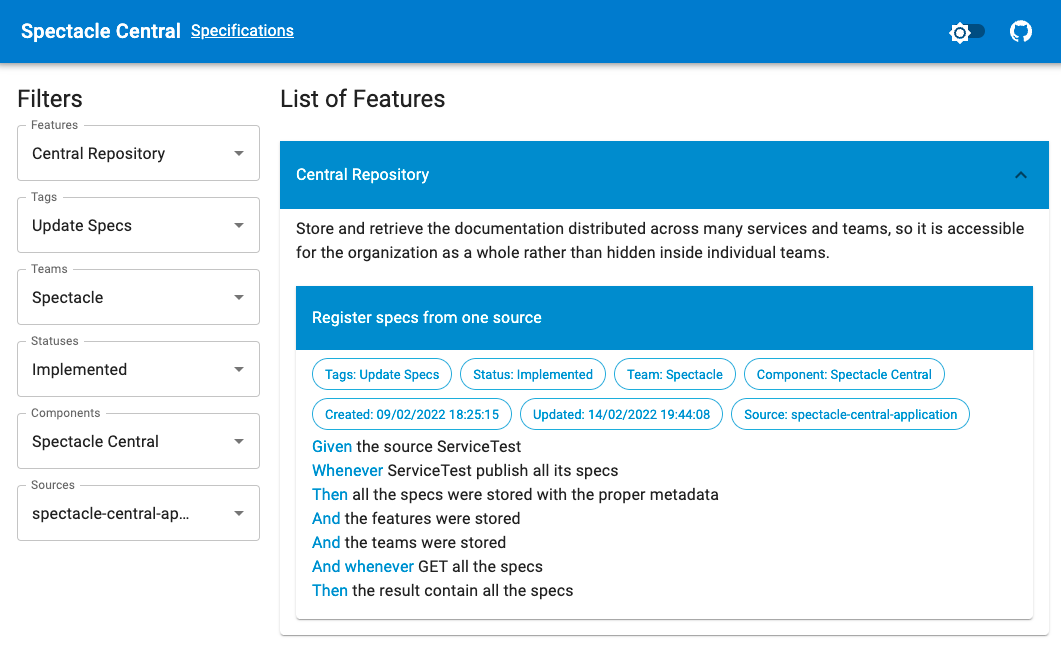 Spectacle Central Specifications
Filters
Features
Central Repository
Tags
Update Specs
Teams
Spectacle
Statuses
Implemented
Components
Spectacle Central
Sources
spectacle-central-ap...
List of Features
Central Repository
Store and retrieve the documentation distributed across many services and teams, so it is accessible
for the organization as a whole rather than hidden inside individual teams.
Register specs from one source
Tags: Update Specs Status: Implemented Team: Spectacle Component: Spectacle Central
Created: 09/02/2022 18:25:15 Updated: 14/02/2022 19:44:08 Source: spectacle-central-application
Given the source ServiceTest
Whenever ServiceTest publish all its specs
Then all the specs were stored with the proper metadata
And the features were stored
And the teams were stored
And whenever GET all the specs
Then the result contain all the specs